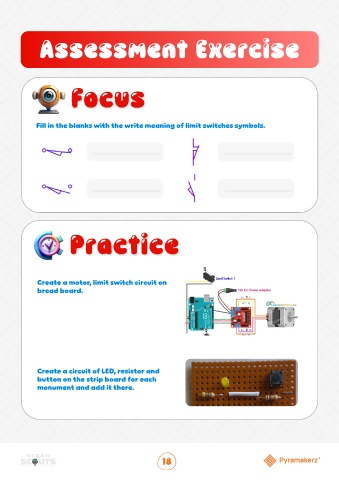 Assessment Exercise
Focus
Fill in the blanks with the write meaning of limit switches symbols.
Practice
Create a motor, limit switch circuit on
bread board.
Limit Switch 1
12V DC Power Adapter
Create a circuit of LED, resistor and
button on the strip board for each
monument and add it there.
STEAM
SCOUTS
18
Pyramakerz